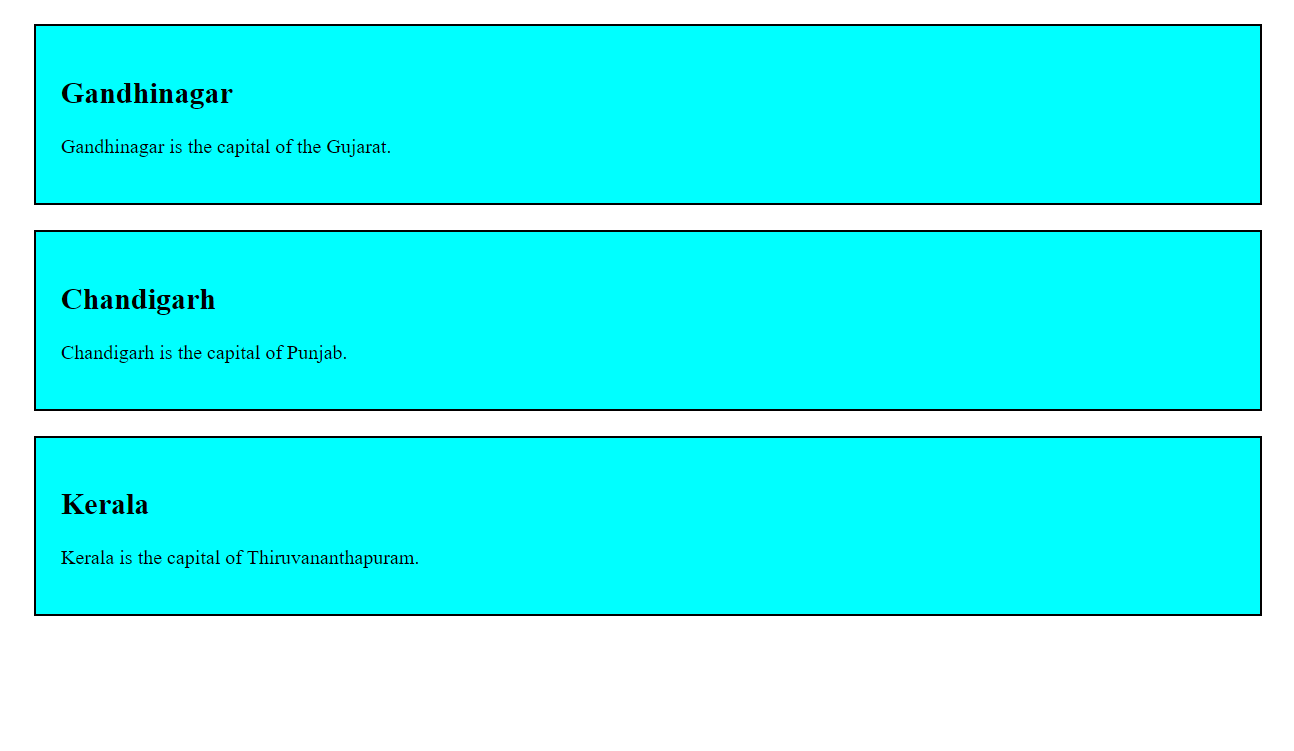 Gandhinagar
Gandhinagar is the capital of the Gujarat.
Chandigarh
Chandigarh is the capital of Punjab.
Kerala
Kerala is the capital of Thiruvananthapuram.